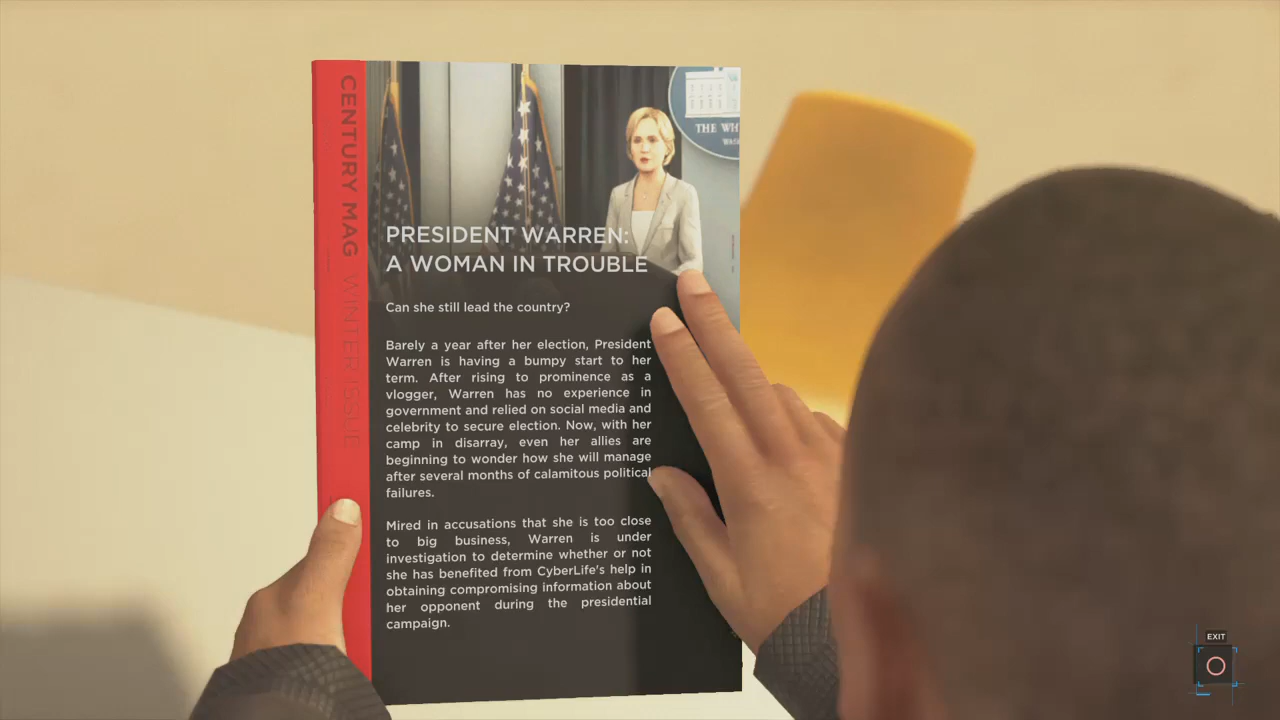 CENTURY MAG WINTER ISSUE
THE WH
WAS
PRESIDENT WARREN:
A WOMAN IN TROUBLE
Can she still lead the country?
Barely a year after her election, President
Warren is having a bumpy start to her
term. After rising to prominence as a
vlogger, Warren has no experience in
government and relied on social media and
celebrity to secure election. Now, with her
camp in disarray, even her allies are
beginning to wonder how she will manage
after several months of calamitous political
failures.
Mired in accusations that she is too close
to big business, Warren is under
investigation to determine whether or not
she has benefited from CyberLife's help in
obtaining compromising information about
her opponent during the presidential
campaign.
EXIT